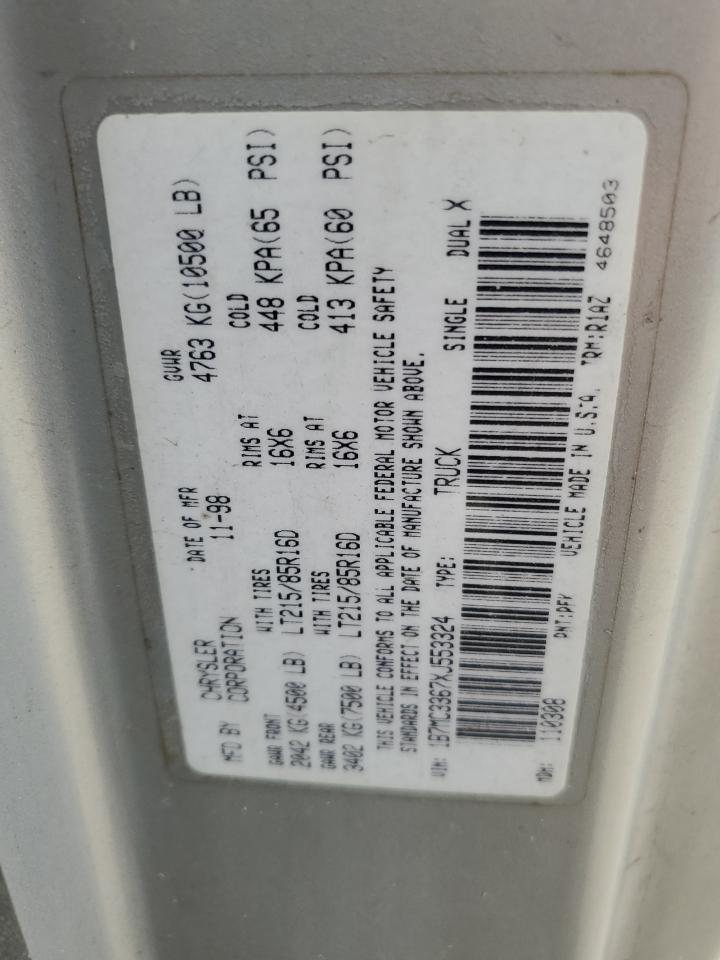 MFD BY CHRYSLER CORPORATION DATE OF MFR 11-98 GVWR 4763 KG(10500 LB)
GAWR FRONT WITH TIRES RIMS AT COLD
2042 KG(4500 LB) LT215/85R16D 16X6 448 KPA(65 PSI)
GAWR REAR WITH TIRES RIMS AT COLD
3402 KG(7500 LB) LT215/85R16D 16X6 413 KPA(60 PSI)
THIS VEHICLE CONFORMS TO ALL APPLICABLE FEDERAL MOTOR VEHICLE SAFETY
STANDARDS IN EFFECT ON THE DATE OF MANUFACTURE SHOWN ABOVE.
VIN: 1B7MC3367XJ553324 TYPE: TRUCK SINGLE DUAL X
MDH: 110308 PNT:PFY VEHICLE MADE IN U.S.A. TRM:R1AZ 4648503